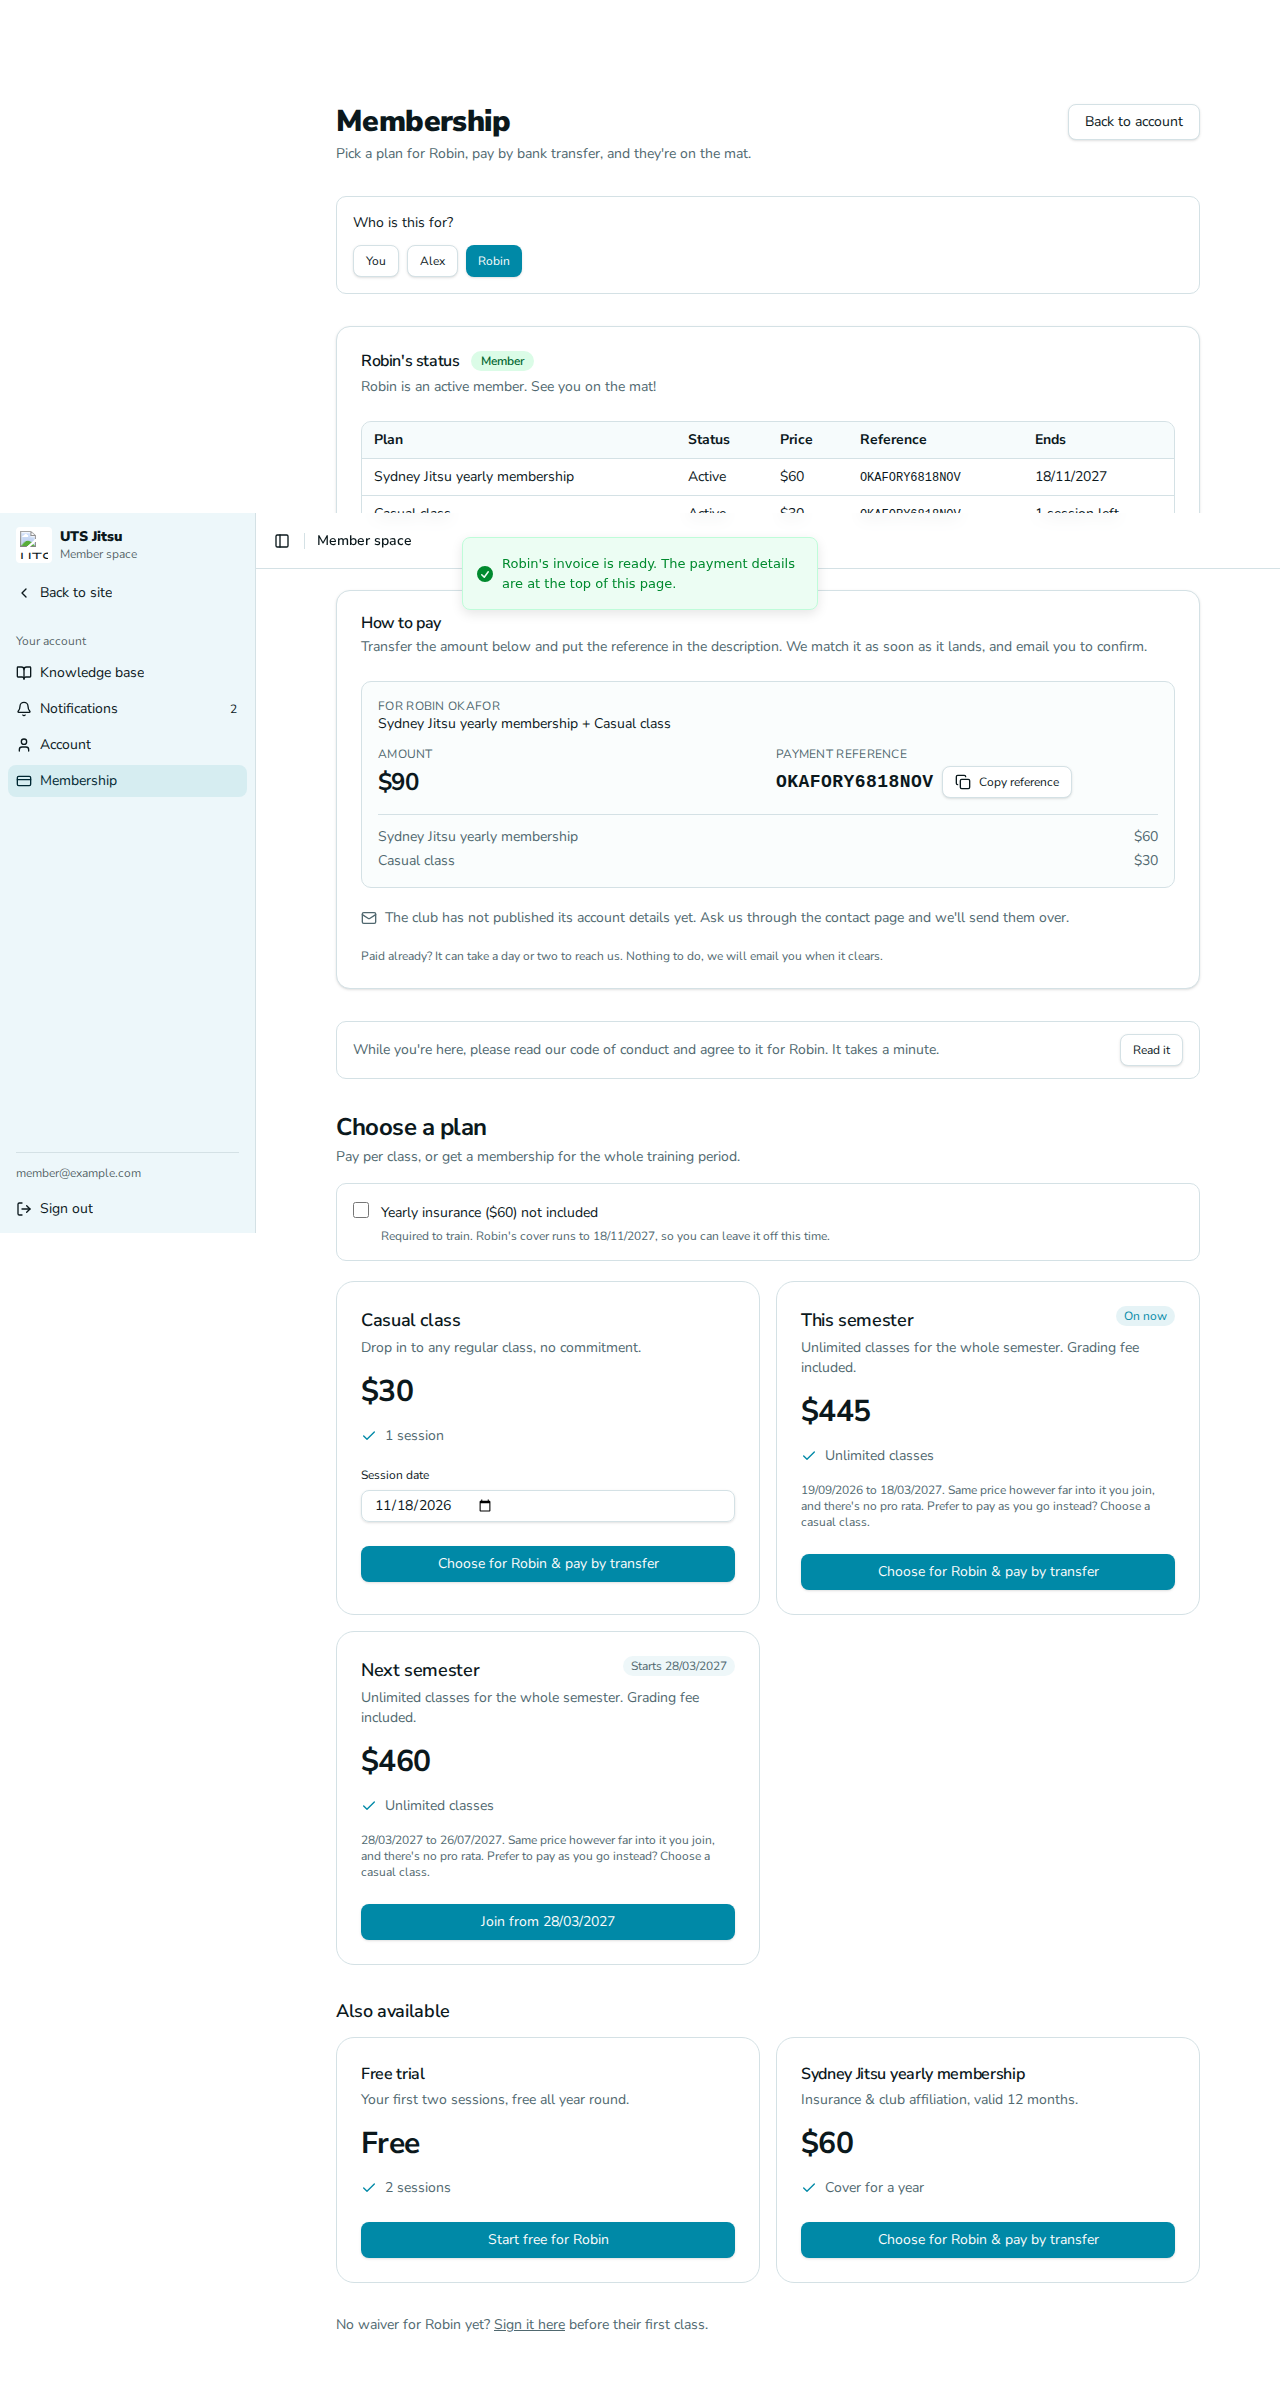 Membership
Back to account
Pick a plan for Robin, pay by bank transfer, and they're on the mat.
Who is this for?
You
Alex
Robin
Robin's status
Member
Robin is an active member. See you on the mat!
Plan Status Price Reference Ends
Sydney Jitsu yearly membership Active $60 OKAFORY6818NOV 18/11/2027
Casual class Active $30 OKAFORY6818NOV 1 session left
UTS Jitsu
Member space
Back to site
Your account
Knowledge base
Notifications 2
Account
Membership
member@example.com
Sign out
Member space
Robin's invoice is ready. The payment details
are at the top of this page.
How to pay
Transfer the amount below and put the reference in the description. We match it as soon as it lands, and email you to confirm.
FOR ROBIN OKAFOR
Sydney Jitsu yearly membership + Casual class
AMOUNT
$90
PAYMENT REFERENCE
OKAFORY6818NOV
Copy reference
Sydney Jitsu yearly membership $60
Casual class $30
The club has not published its account details yet. Ask us through the contact page and we'll send them over.
Paid already? It can take a day or two to reach us. Nothing to do, we will email you when it clears.
While you're here, please read our code of conduct and agree to it for Robin. It takes a minute.
Read it
Choose a plan
Pay per class, or get a membership for the whole training period.
Yearly insurance ($60) not included
Required to train. Robin's cover runs to 18/11/2027, so you can leave it off this time.
Casual class
Drop in to any regular class, no commitment.
$30
1 session
Session date
11/18/2026
Choose for Robin & pay by transfer
This semester
On now
Unlimited classes for the whole semester. Grading fee
included.
$445
Unlimited classes
19/09/2026 to 18/03/2027. Same price however far into it you join,
and there's no pro rata. Prefer to pay as you go instead? Choose a
casual class.
Choose for Robin & pay by transfer
Next semester
Starts 28/03/2027
Unlimited classes for the whole semester. Grading fee
included.
$460
Unlimited classes
28/03/2027 to 26/07/2027. Same price however far into it you join,
and there's no pro rata. Prefer to pay as you go instead? Choose a
casual class.
Join from 28/03/2027
Also available
Free trial
Your first two sessions, free all year round.
Free
2 sessions
Start free for Robin
Sydney Jitsu yearly membership
Insurance & club affiliation, valid 12 months.
$60
Cover for a year
Choose for Robin & pay by transfer
No waiver for Robin yet? Sign it here before their first class.